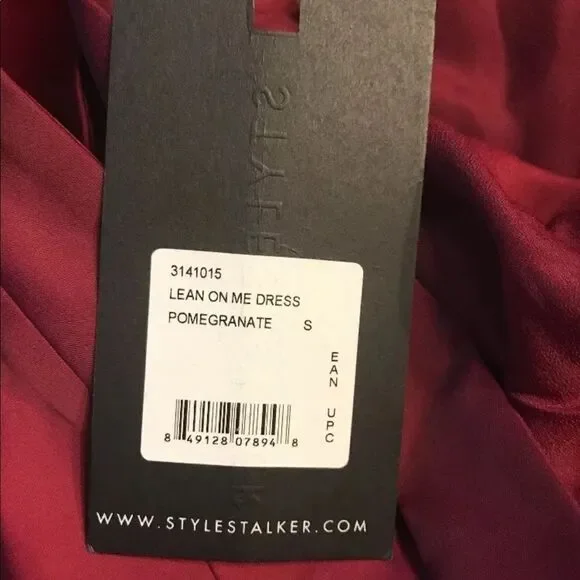 3141015
LEAN ON ME DRESS
POMEGRANATE S
EAN UPC
8 49128 07894 8
WWW.STYLESTALKER.COM